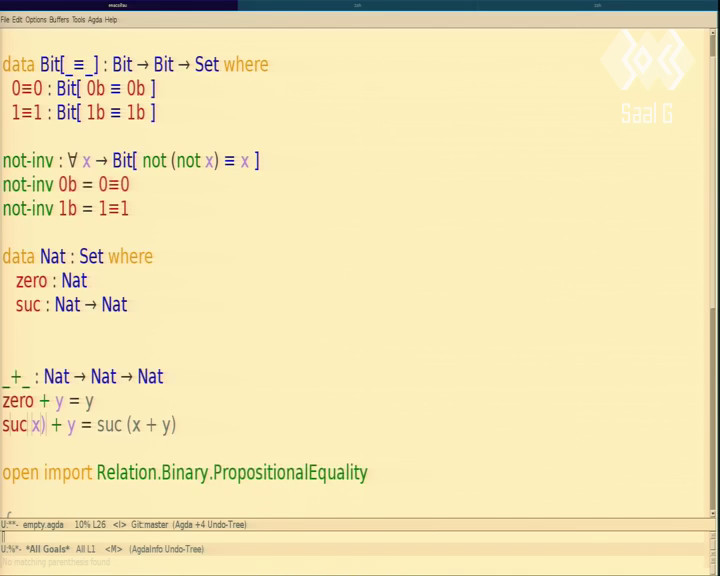 emacsIau
File Edit Options Buffers Tools Agda Help
Saal G
data Bit[_≡_] : Bit → Bit → Set where
0≡0 : Bit[ 0b ≡ 0b ]
1≡1 : Bit[ 1b ≡ 1b ]
not-inv : ∀ x → Bit[ not (not x) ≡ x ]
not-inv 0b = 0≡0
not-inv 1b = 1≡1
data Nat : Set where
zero : Nat
suc : Nat → Nat
_+_ : Nat → Nat → Nat
zero + y = y
suc x) + y = suc (x + y)
open import Relation.Binary.PropositionalEquality
U:**- empty.agda 10% L26 <I> Git:master (Agda +4 Undo-Tree)
U:%*- *All Goals* All L1 <M> (AgdaInfo Undo-Tree)
No matching parenthesis found